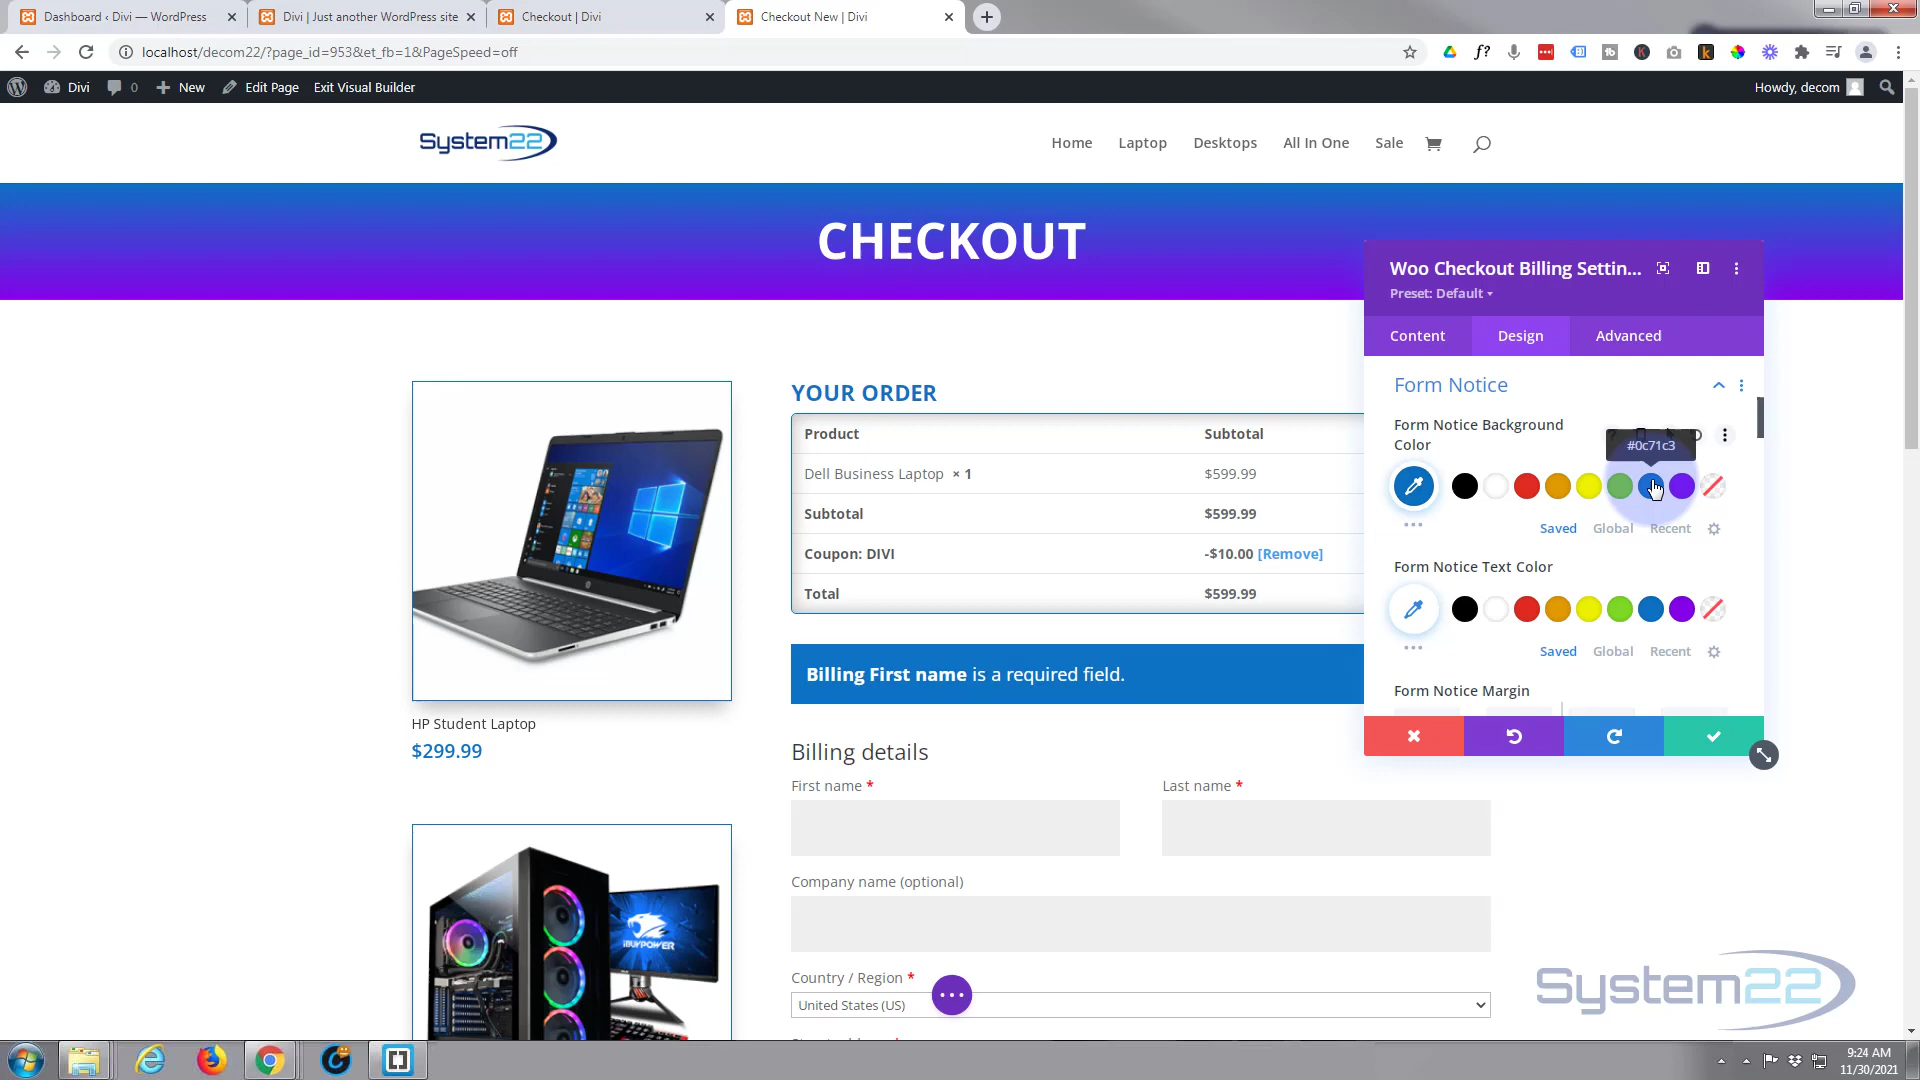 Dashboard ‹ Divi — WordPress
Divi | Just another WordPress site
Checkout | Divi
Checkout New | Divi
localhost/decom22/?page_id=953&et_fb=1&PageSpeed=off
Divi 0 New Edit Page Exit Visual Builder Howdy, decom
System22
Home Laptop Desktops All In One Sale
CHECKOUT
Woo Checkout Billing Settin...
Preset: Default
Content Design Advanced
Form Notice
Form Notice Background
Color
#0c71c3
Saved Global Recent
Form Notice Text Color
Saved Global Recent
Form Notice Margin
YOUR ORDER
Product Subtotal
Dell Business Laptop × 1 $599.99
Subtotal $599.99
Coupon: DIVI -$10.00 [Remove]
Total $599.99
Billing First name is a required field.
HP Student Laptop
$299.99
Billing details
First name * Last name *
Company name (optional)
Country / Region *
United States (US)
iBUYPOWER
System22
9:24 AM
11/30/2021